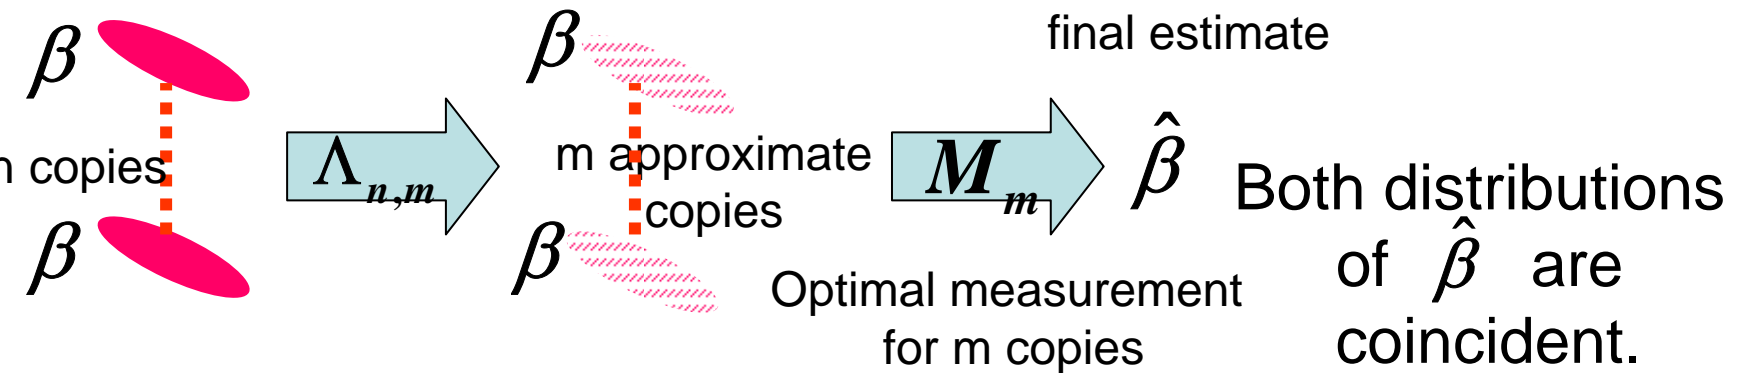 β
β
final estimate
n copies
Λn,m
m approximate
copies
Mm
β̂
Both distributions
of β̂ are
coincident.
β
β
Optimal measurement
for m copies